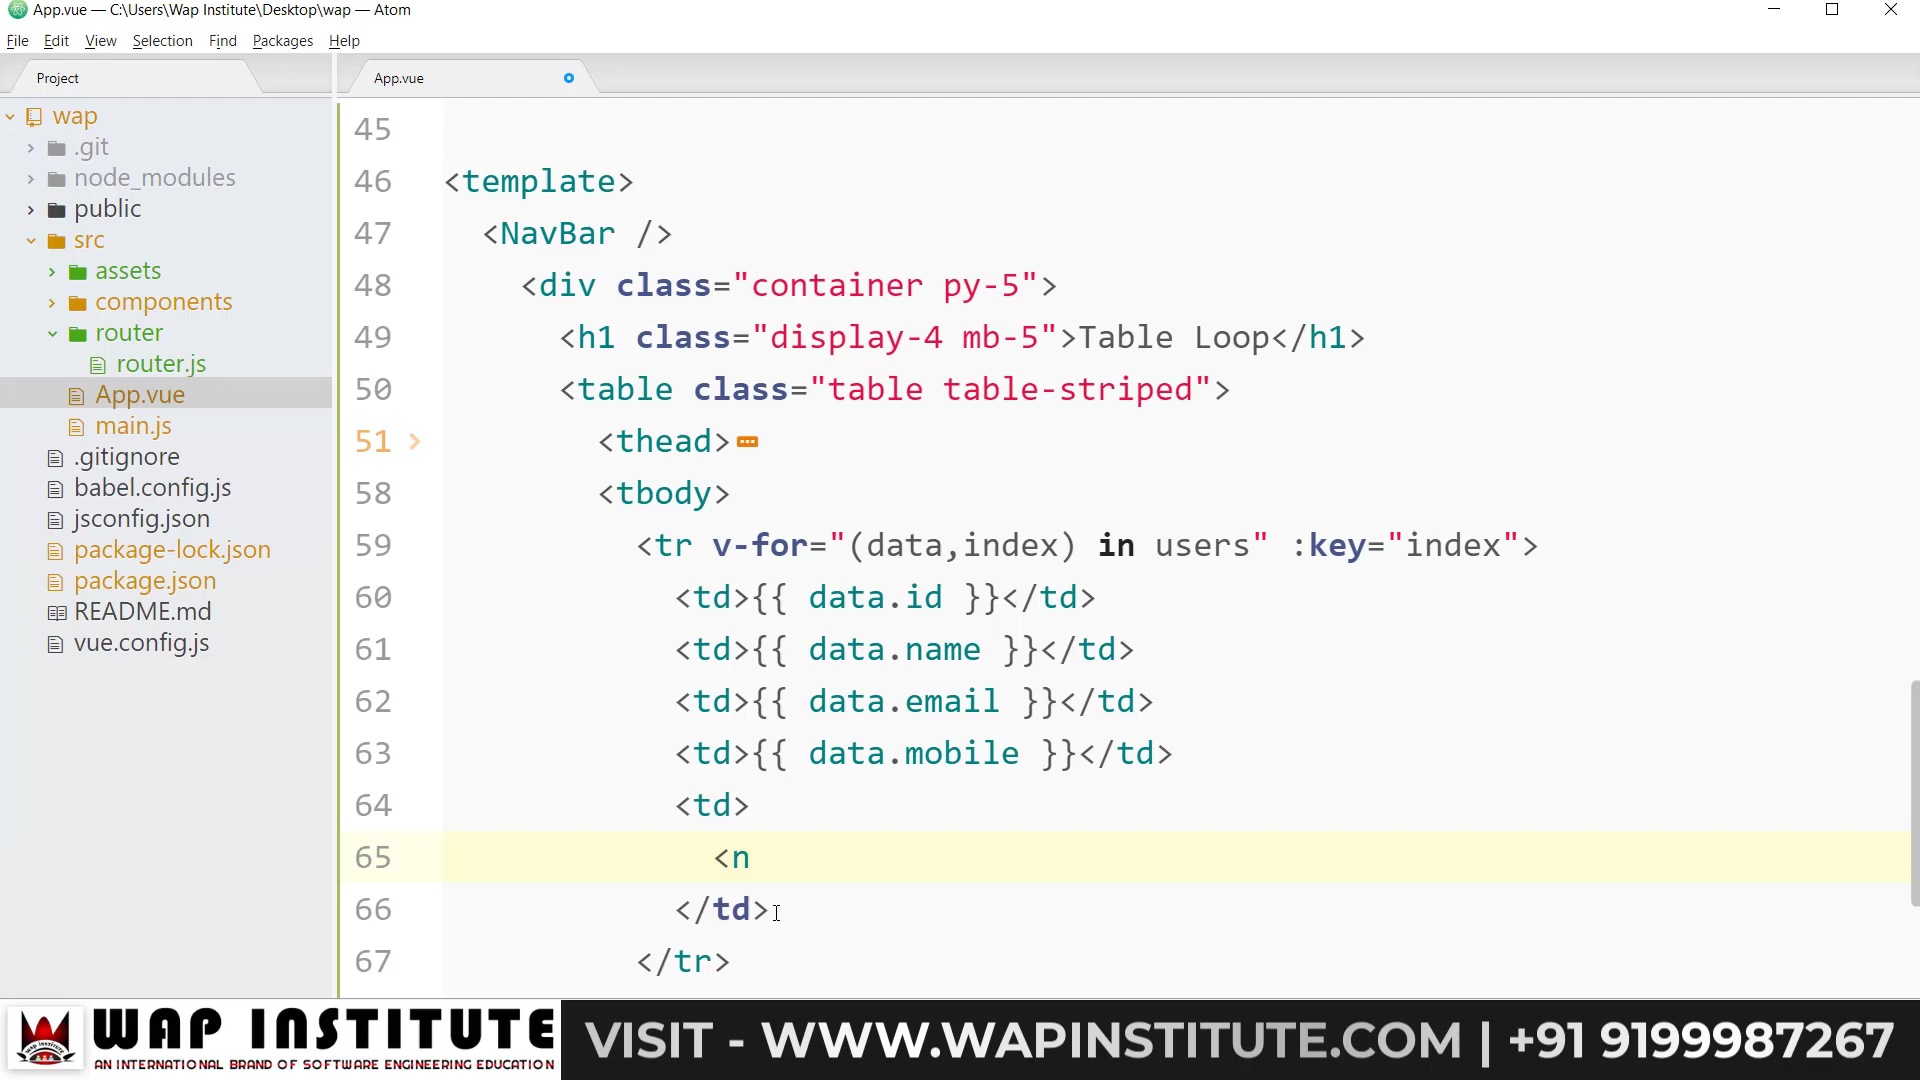 App.vue — C:\Users\Wap Institute\Desktop\wap — Atom
File Edit View Selection Find Packages Help
Project
App.vue
wap
.git
node_modules
public
src
assets
components
router
router.js
App.vue
main.js
.gitignore
babel.config.js
jsconfig.json
package-lock.json
package.json
README.md
vue.config.js
45
46 <template>
47 <NavBar />
48 <div class="container py-5">
49 <h1 class="display-4 mb-5">Table Loop</h1>
50 <table class="table table-striped">
51 <thead>
58 <tbody>
59 <tr v-for="(data,index) in users" :key="index">
60 <td>{{ data.id }}</td>
61 <td>{{ data.name }}</td>
62 <td>{{ data.email }}</td>
63 <td>{{ data.mobile }}</td>
64 <td>
65 <n
66 </td>
67 </tr>
WAP INSTITUTE
AN INTERNATIONAL BRAND OF SOFTWARE ENGINEERING EDUCATION
VISIT - WWW.WAPINSTITUTE.COM | +91 9199987267